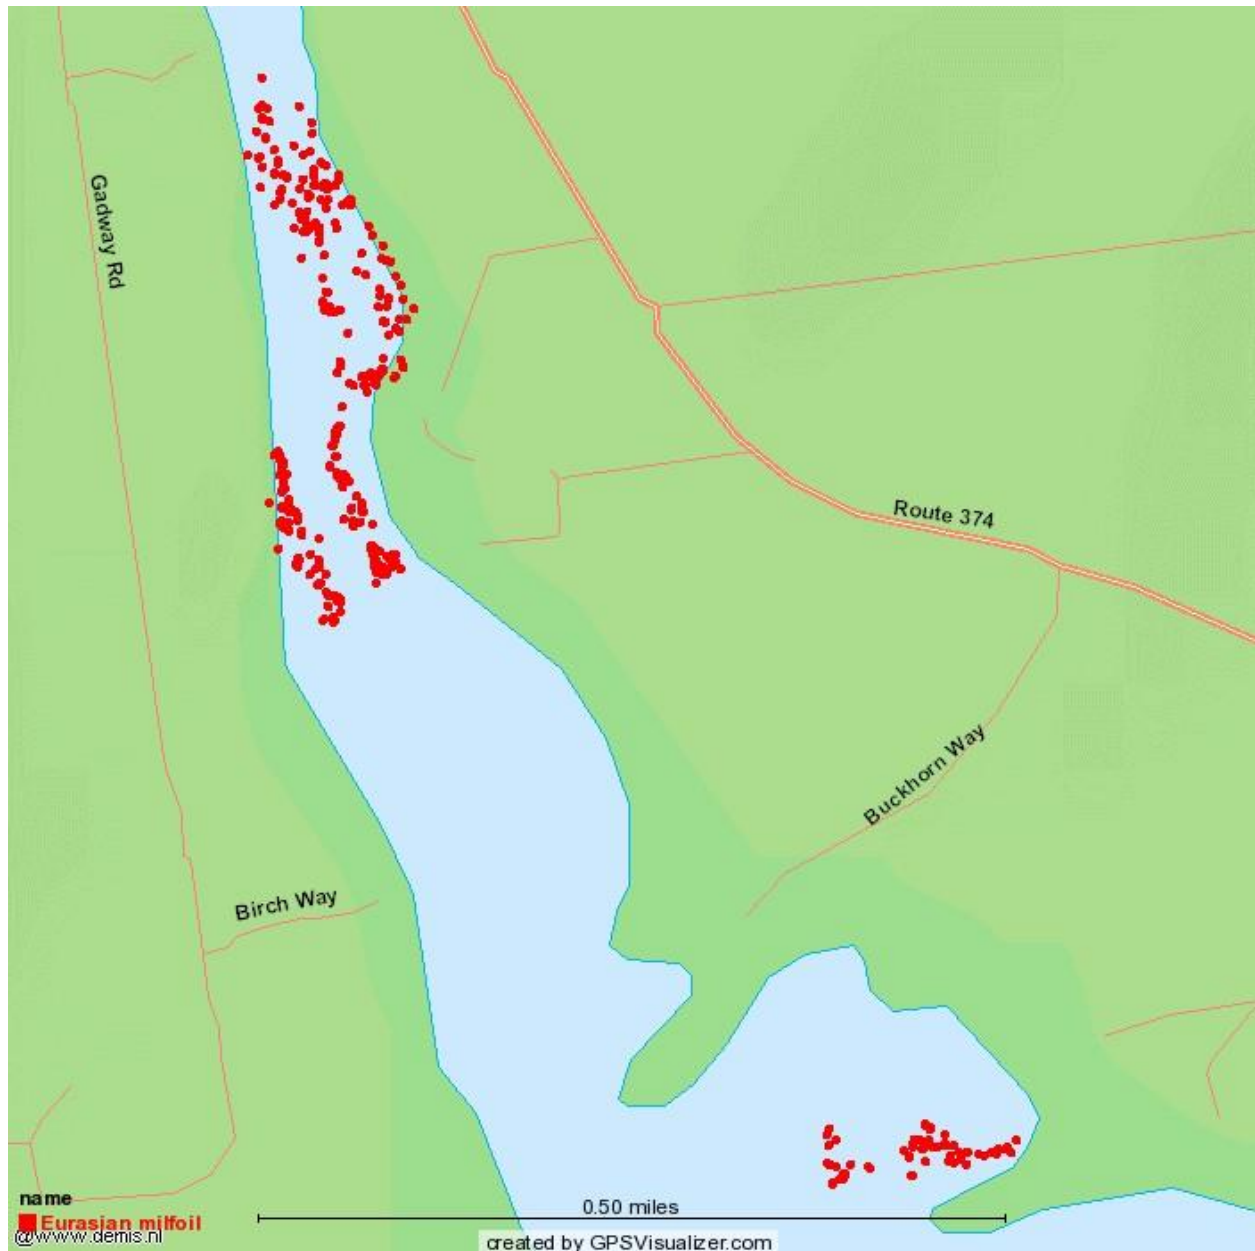 Gadway Rd
Route 374
Buckhorn Way
Birch Way
name
Eurasian milfoil
@www.demis.nl
0.50 miles
created by GPSVisualizer.com